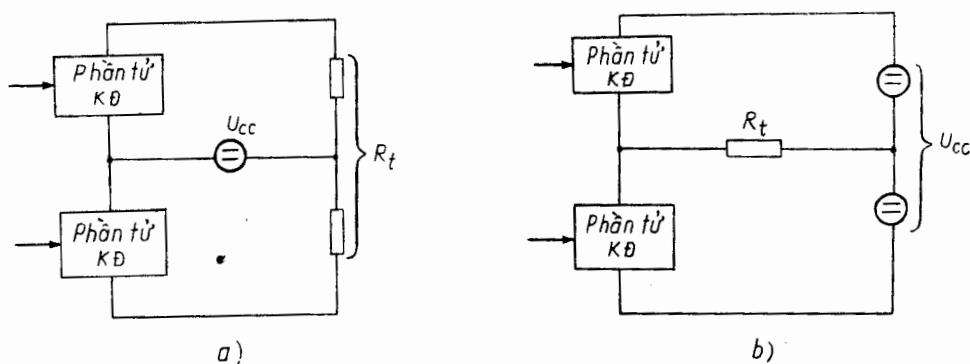 Phần tử
KĐ
Ucc
Rt
Phần tử
KĐ
a)
Phần tử
KĐ
Rt
Ucc
Phần tử
KĐ
b)